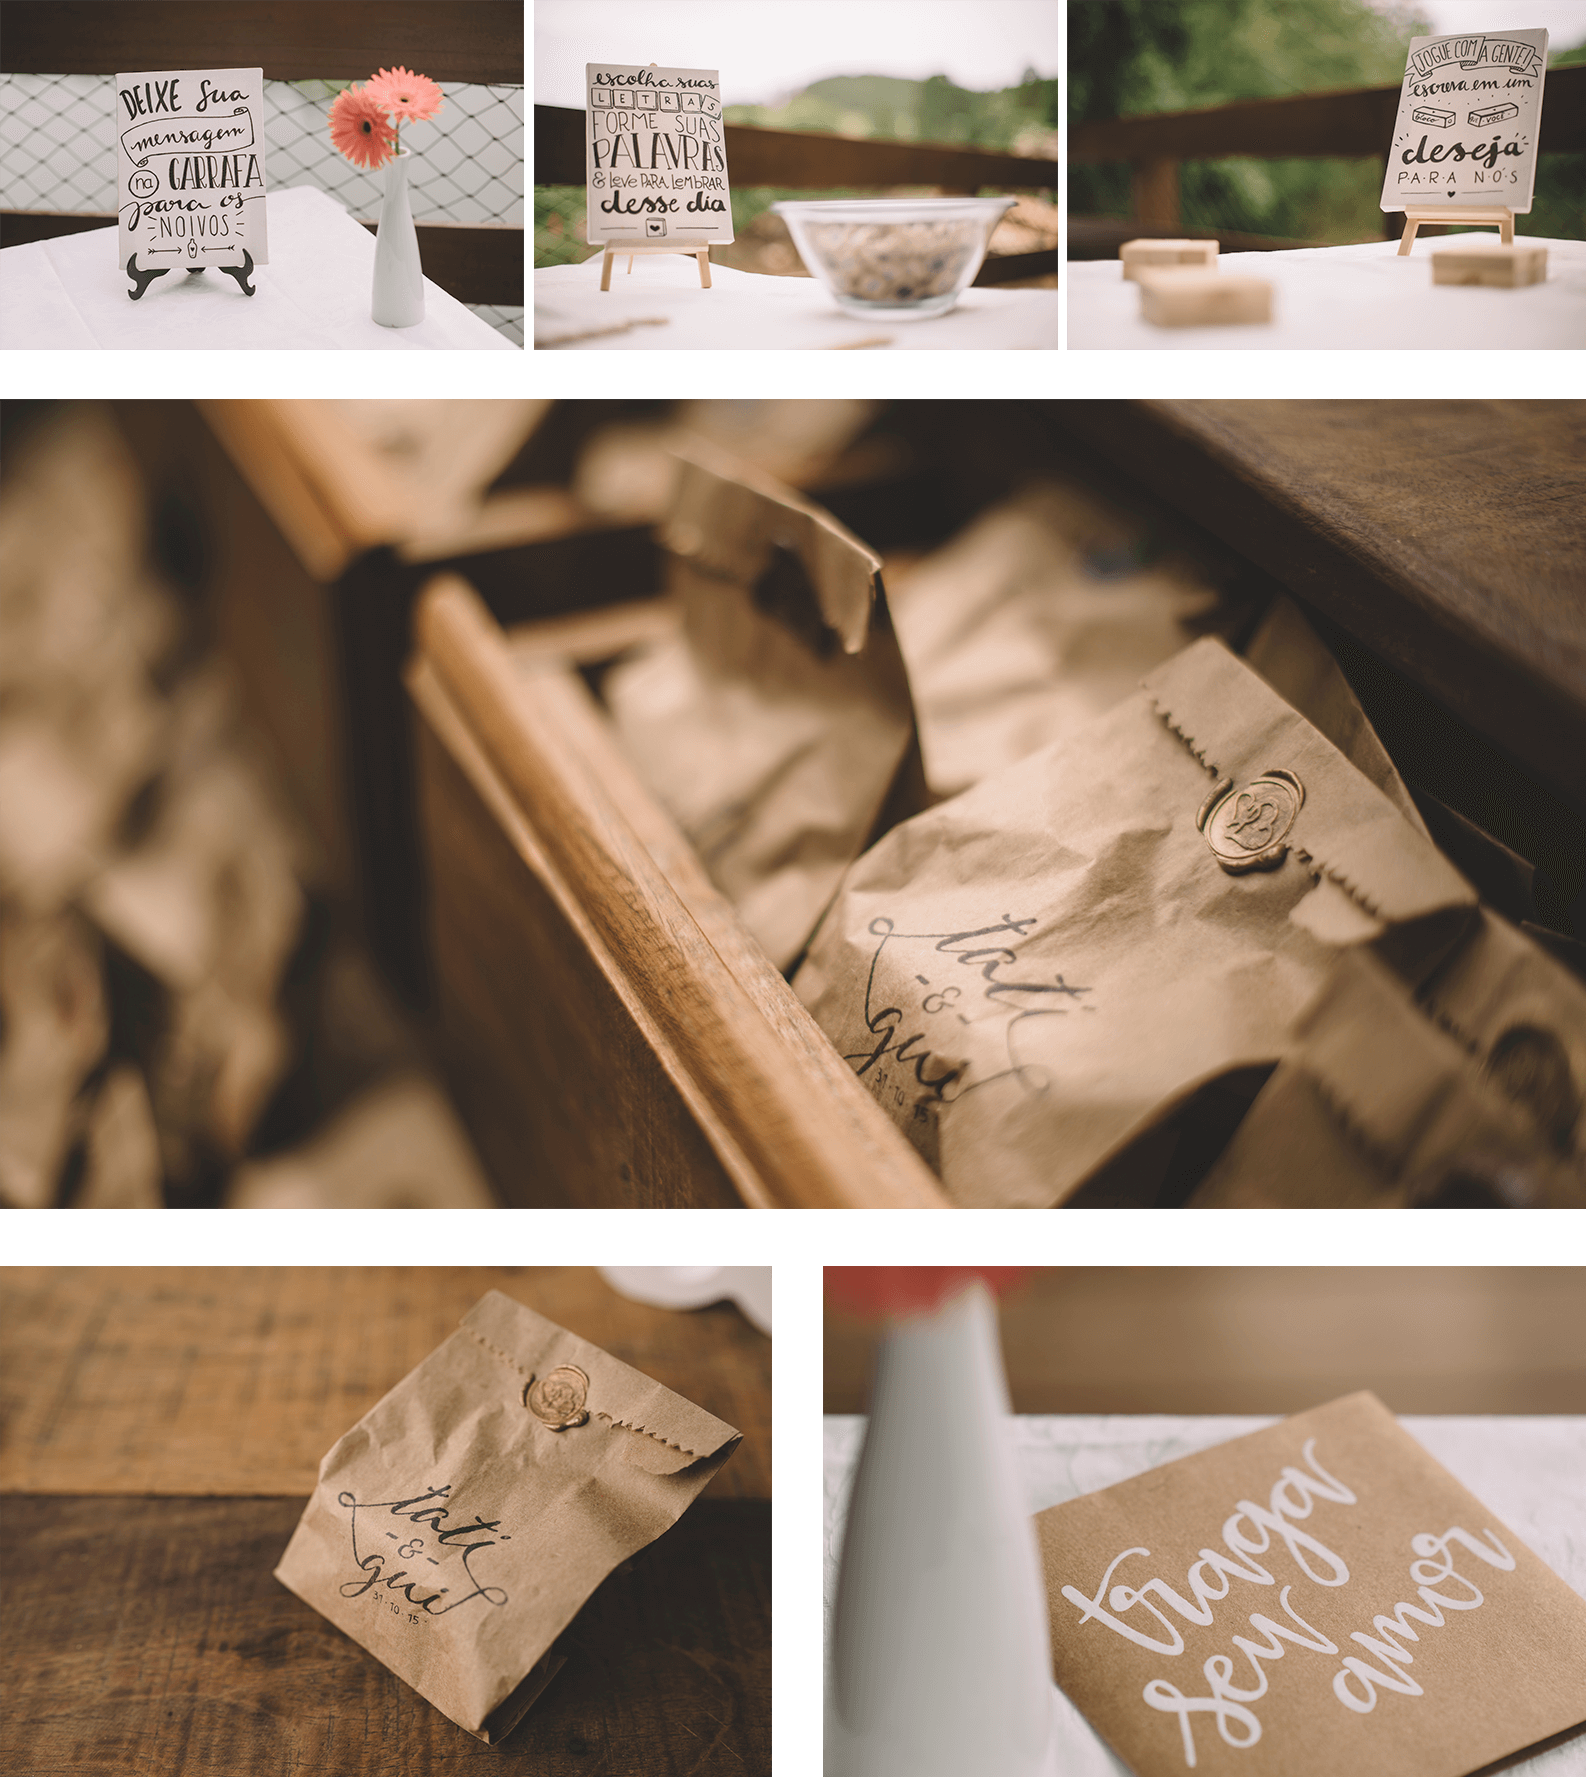 DEIXE Sua
mensagem
na GARRAFA
para os
NOIVOS
escolha suas
LETRAS
FORME SUAS
PALAVRAS
& leve PARA LEMBRAR
desse dia
JOGUE COM A GENTE!
escreva em um
bloco
VOCÊ
deseja
PARA NÓS
tati
-&-
gui
31·10·15
tati
-&-
gui
31·10·15
traga
seu
amor